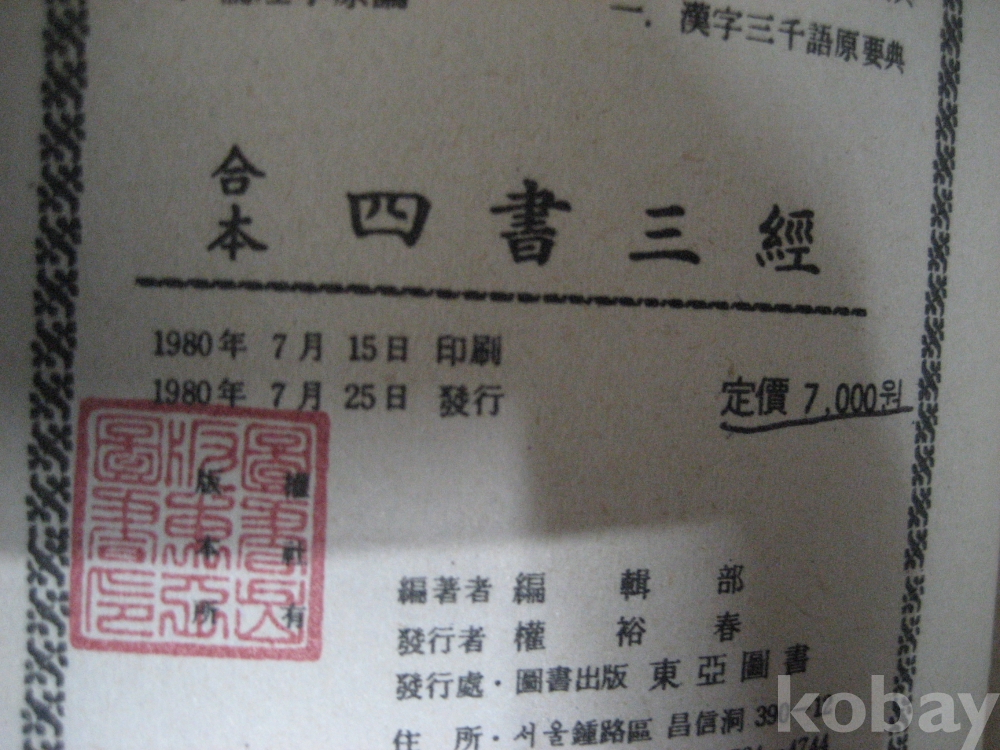 一. 漢字三千語原要典
合本 四書三經
1980年 7月 15日 印刷
1980年 7月 25日 發行
定價 7,000원
版權
本社
所有
編著者 編輯部
發行者 權裕春
發行處·圖書出版 東亞圖書
住所·서울鍾路區 昌信洞 390-12
kobay